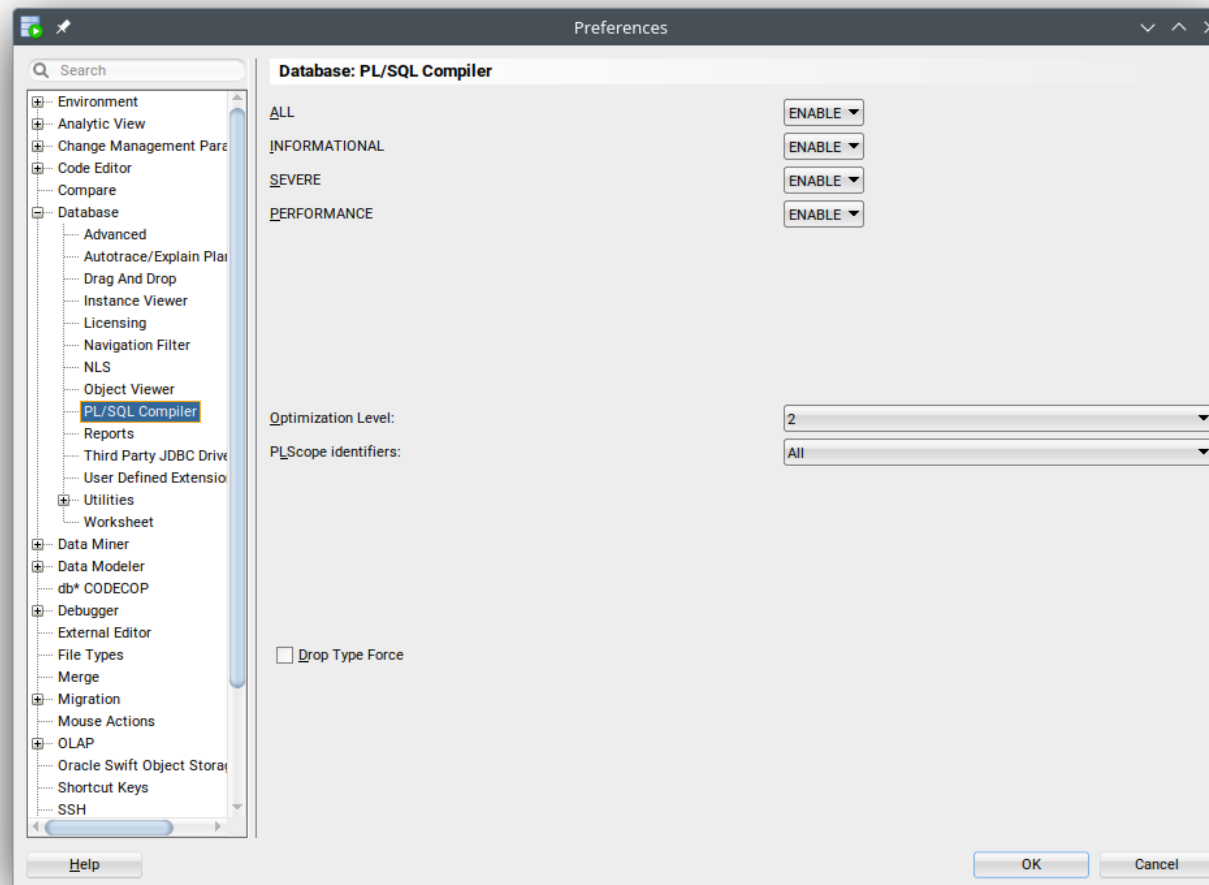 Preferences
Search
Environment
Analytic View
Change Management Para
Code Editor
Compare
Database
Advanced
Autotrace/Explain Plan
Drag And Drop
Instance Viewer
Licensing
Navigation Filter
NLS
Object Viewer
PL/SQL Compiler
Reports
Third Party JDBC Drive
User Defined Extension
Utilities
Worksheet
Data Miner
Data Modeler
db* CODECOP
Debugger
External Editor
File Types
Merge
Migration
Mouse Actions
OLAP
Oracle Swift Object Storag
Shortcut Keys
SSH
Database: PL/SQL Compiler
ALL ENABLE
INFORMATIONAL ENABLE
SEVERE ENABLE
PERFORMANCE ENABLE
Optimization Level: 2
PLScope identifiers: All
Drop Type Force
Help OK Cancel